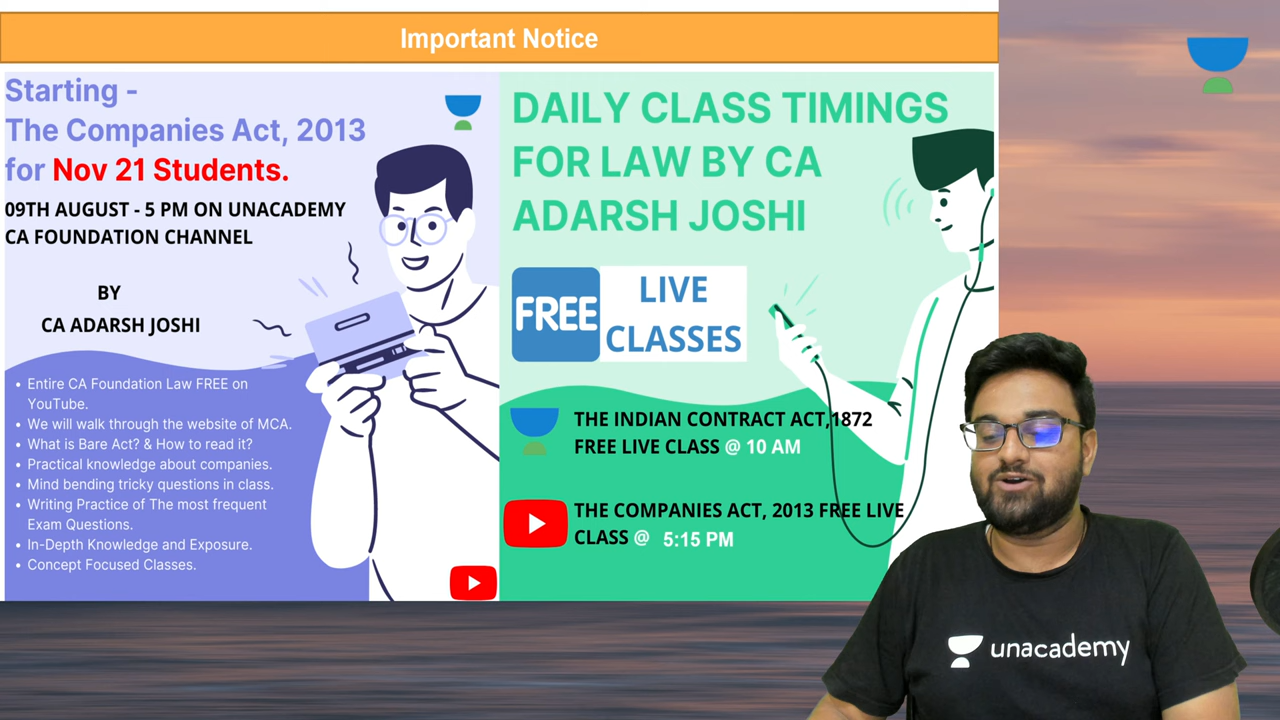 Important Notice
Starting -
The Companies Act, 2013
for Nov 21 Students.
09TH AUGUST - 5 PM ON UNACADEMY
CA FOUNDATION CHANNEL
BY
CA ADARSH JOSHI
• Entire CA Foundation Law FREE on
YouTube.
• We will walk through the website of MCA.
• What is Bare Act? & How to read it?
• Practical knowledge about companies.
• Mind bending tricky questions in class.
• Writing Practice of The most frequent
Exam Questions.
• In-Depth Knowledge and Exposure.
• Concept Focused Classes.
DAILY CLASS TIMINGS
FOR LAW BY CA
ADARSH JOSHI
FREE
LIVE
CLASSES
THE INDIAN CONTRACT ACT,1872
FREE LIVE CLASS @ 10 AM
THE COMPANIES ACT, 2013 FREE LIVE
CLASS @ 5:15 PM
unacademy